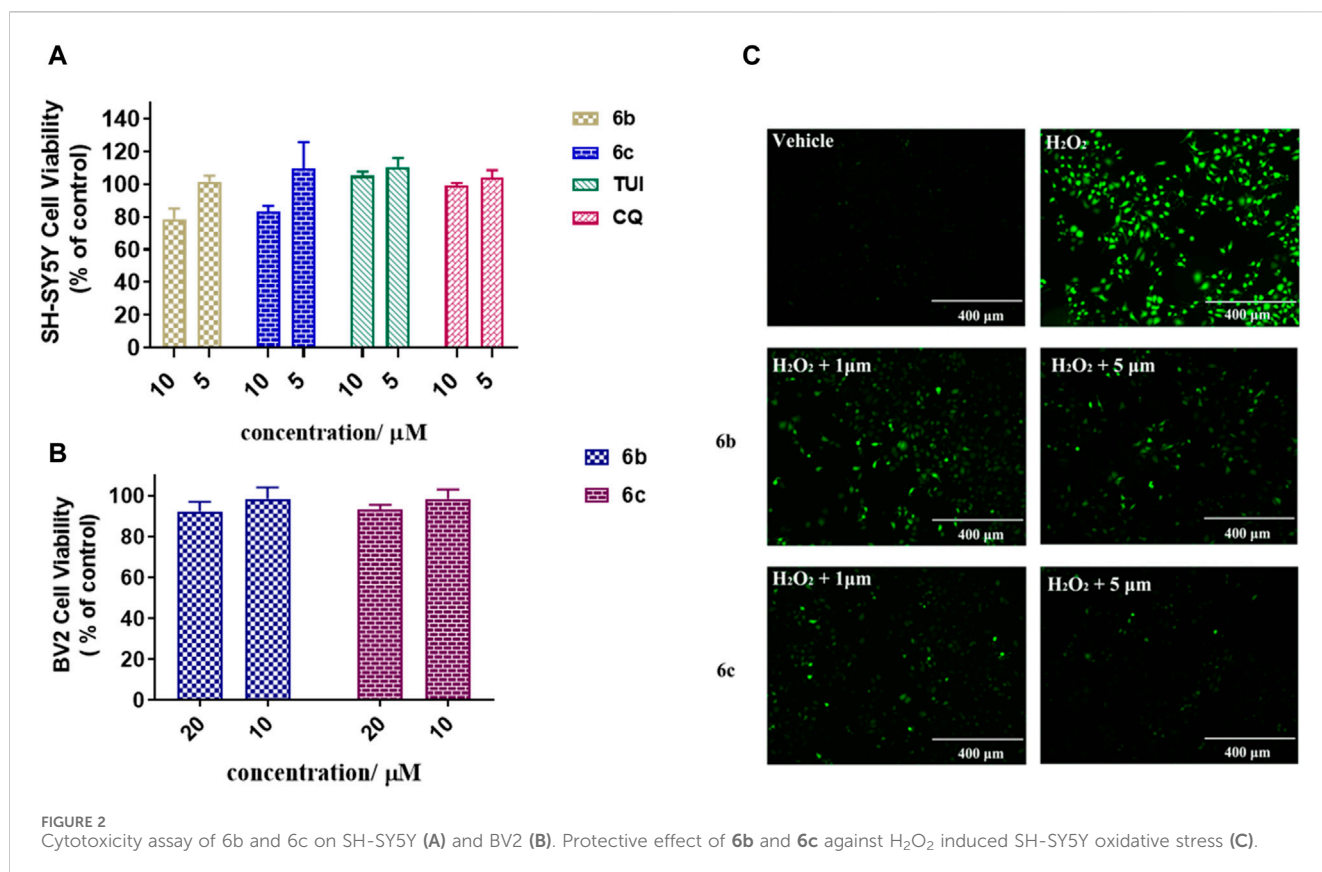 A
SH-SY5Y Cell Viability
(% of control)
140
120
100
80
60
40
20
0
10
5
10
5
10
5
10
5
concentration/ μM
6b
6c
TUI
CQ
B
BV2 Cell Viability
( % of control)
100
80
60
40
20
0
20
10
20
10
concentration/ μM
6b
6c
C
Vehicle
400 μm
H₂O₂
400 μm
6b
H₂O₂ + 1μm
400 μm
H₂O₂ + 5 μm
400 μm
6c
H₂O₂ + 1μm
400 μm
H₂O₂ + 5 μm
400 μm
FIGURE 2
Cytotoxicity assay of 6b and 6c on SH-SY5Y (A) and BV2 (B). Protective effect of 6b and 6c against H₂O₂ induced SH-SY5Y oxidative stress (C).